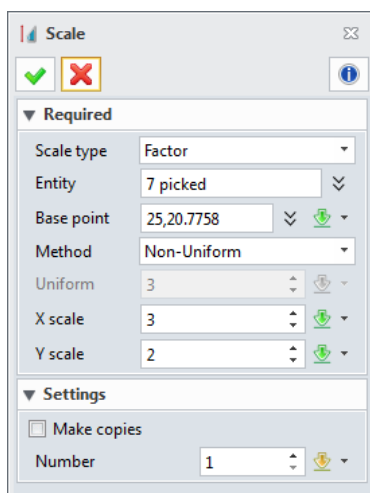 Scale
Required
Scale type Factor
Entity 7 picked
Base point 25,20.7758
Method Non-Uniform
Uniform 3
X scale 3
Y scale 2
Settings
Make copies
Number 1